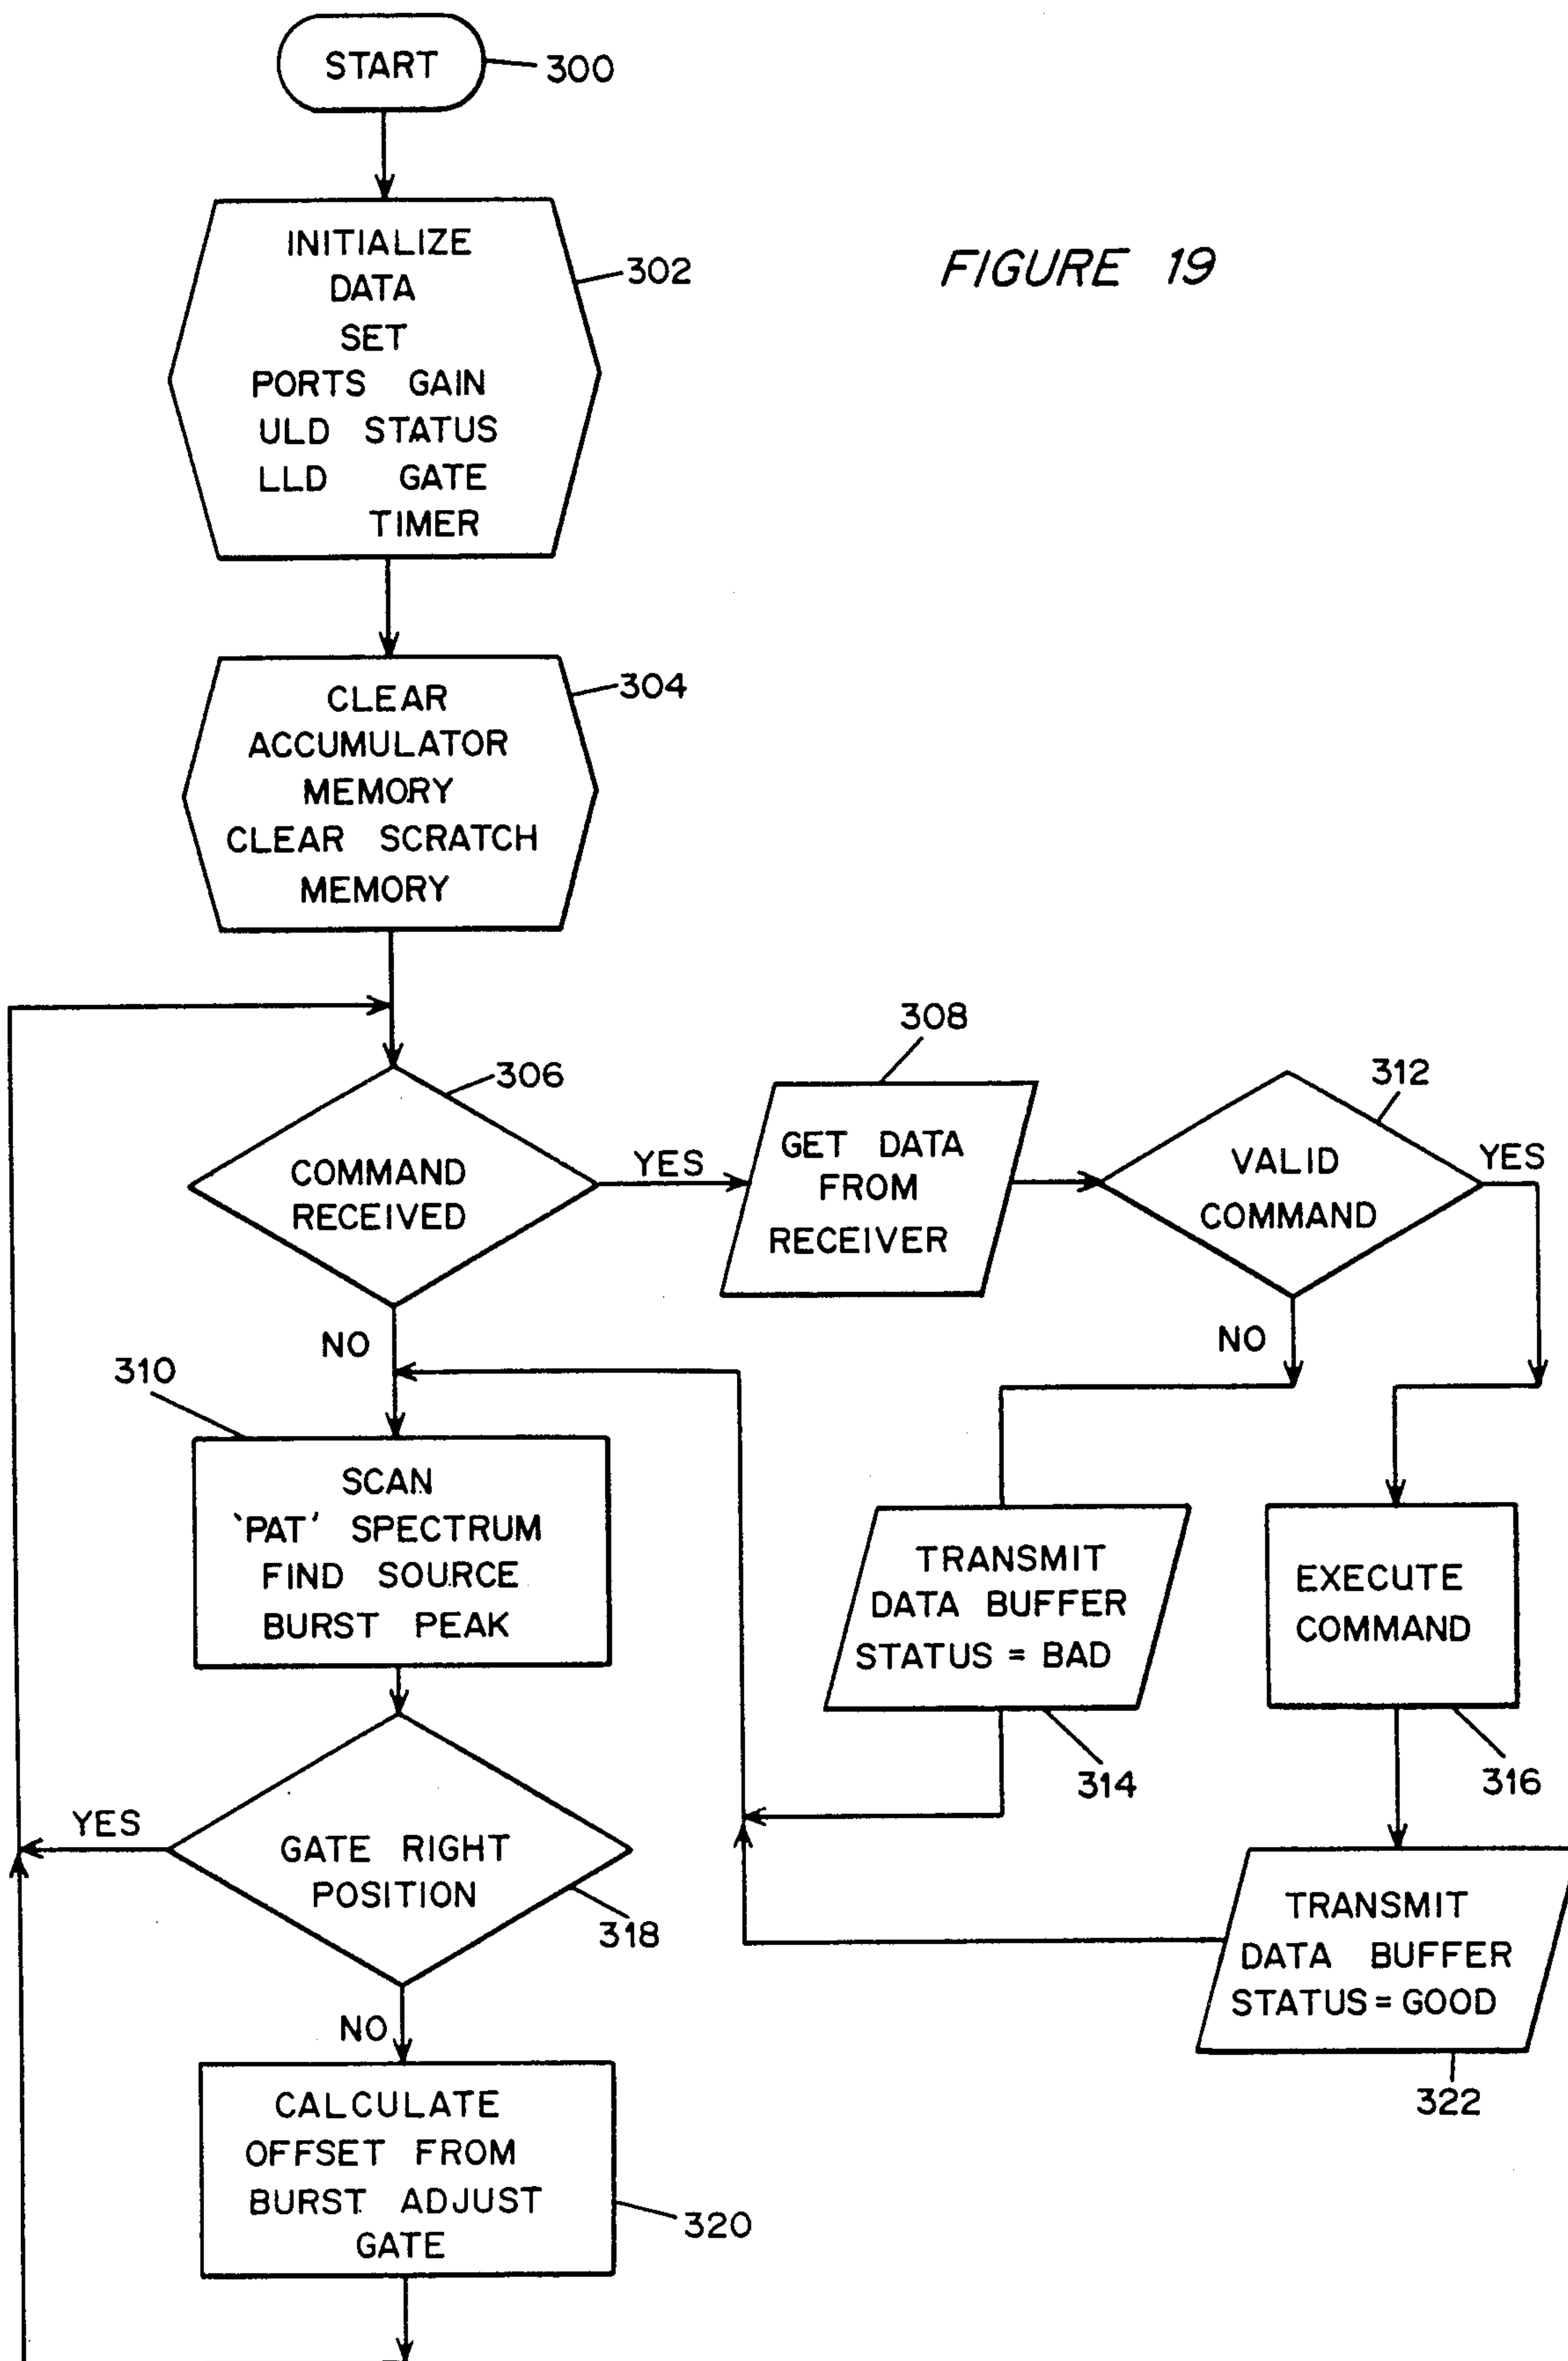 START
300
FIGURE 19
INITIALIZE
DATA
SET
PORTS GAIN
ULD STATUS
LLD GATE
TIMER
302
CLEAR
ACCUMULATOR
MEMORY
CLEAR SCRATCH
MEMORY
304
COMMAND
RECEIVED
306
YES
NO
308
GET DATA
FROM
RECEIVER
312
VALID
COMMAND
YES
NO
310
SCAN
'PAT' SPECTRUM
FIND SOURCE
BURST PEAK
TRANSMIT
DATA BUFFER
STATUS = BAD
314
EXECUTE
COMMAND
316
YES
GATE RIGHT
POSITION
318
NO
TRANSMIT
DATA BUFFER
STATUS = GOOD
322
CALCULATE
OFFSET FROM
BURST ADJUST
GATE
320